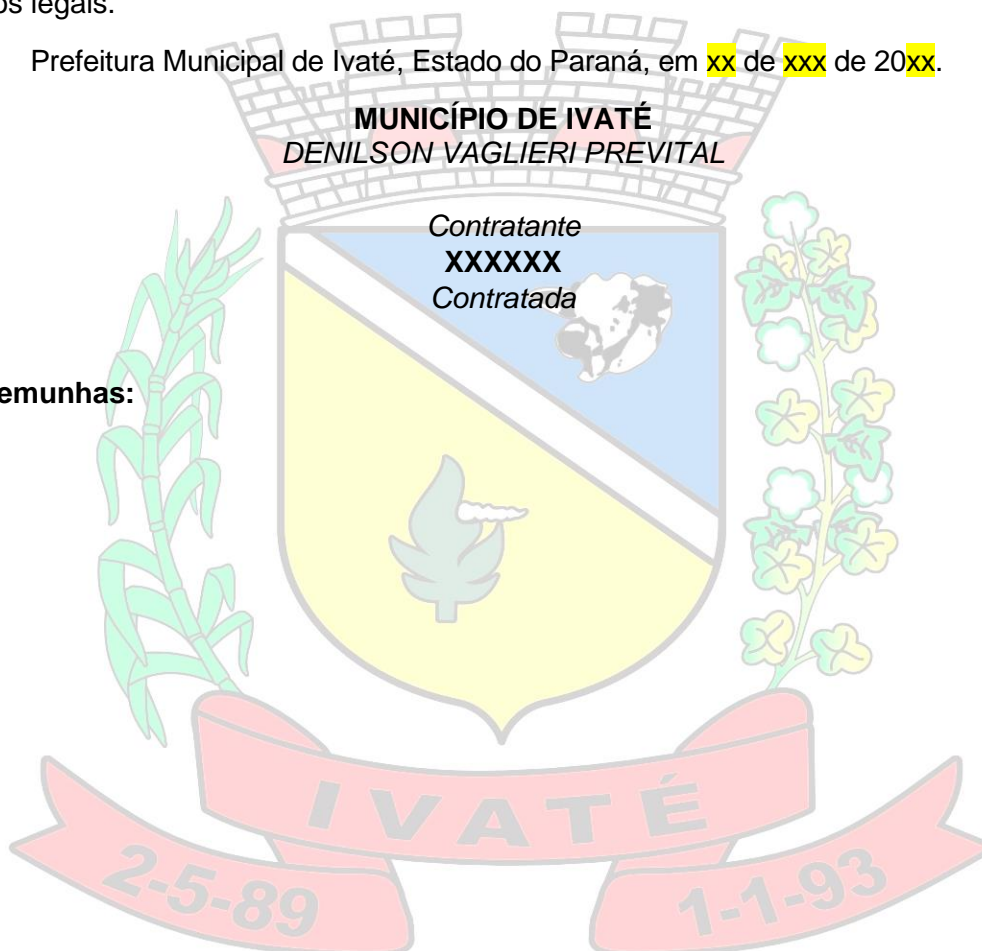 os legais.
Prefeitura Municipal de Ivaté, Estado do Paraná, em xx de xxx de 20xx.
MUNICÍPIO DE IVATÉ
DENILSON VAGLIERI PREVITAL
Contratante
XXXXXX
Contratada
emunhas:
IVATÉ
2-5-89
1-1-93